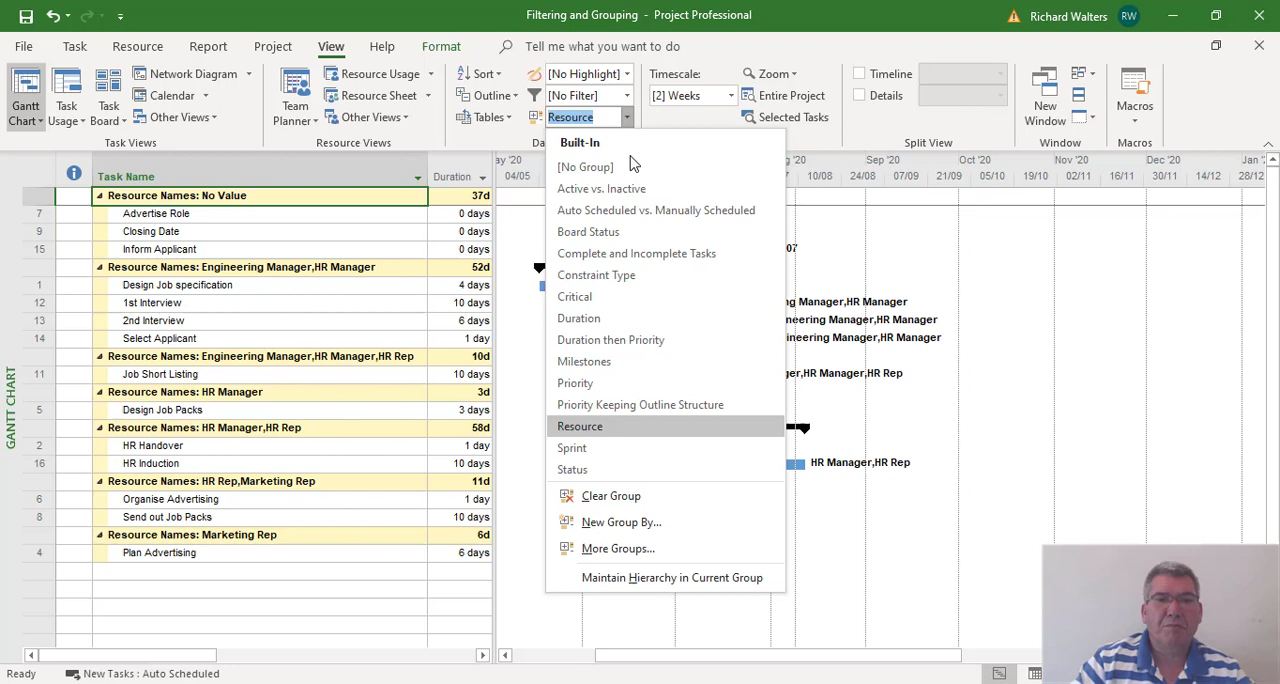 Filtering and Grouping - Project Professional
Richard Walters RW
File Task Resource Report Project View Help Format Tell me what you want to do
Gantt Chart
Task Usage
Task Board
Network Diagram
Calendar
Other Views
Task Views
Team Planner
Resource Usage
Resource Sheet
Other Views
Resource Views
Sort
Outline
Tables
[No Highlight]
[No Filter]
Resource
Da
Timescale:
[2] Weeks
Zoom
Entire Project
Selected Tasks
Timeline
Details
Split View
New Window
Window
Macros
Macros
Built-In
[No Group]
Active vs. Inactive
Auto Scheduled vs. Manually Scheduled
Board Status
Complete and Incomplete Tasks
Constraint Type
Critical
Duration
Duration then Priority
Milestones
Priority
Priority Keeping Outline Structure
Resource
Sprint
Status
Clear Group
New Group By...
More Groups...
Maintain Hierarchy in Current Group
Task Name Duration
ay '20 g '20 Sep '20 Oct '20 Nov '20 Dec '20 Jan '
04/05 7 10/08 24/08 07/09 21/09 05/10 19/10 02/11 16/11 30/11 14/12 28/12
Resource Names: No Value 37d
7 Advertise Role 0 days
9 Closing Date 0 days
15 Inform Applicant 0 days 07
Resource Names: Engineering Manager,HR Manager 52d
1 Design Job specification 4 days
12 1st Interview 10 days ng Manager,HR Manager
13 2nd Interview 6 days neering Manager,HR Manager
14 Select Applicant 1 day gineering Manager,HR Manager
Resource Names: Engineering Manager,HR Manager,HR Rep 10d
11 Job Short Listing 10 days ger,HR Manager,HR Rep
Resource Names: HR Manager 3d
5 Design Job Packs 3 days
Resource Names: HR Manager,HR Rep 58d
2 HR Handover 1 day
16 HR Induction 10 days HR Manager,HR Rep
Resource Names: HR Rep,Marketing Rep 11d
6 Organise Advertising 1 day
8 Send out Job Packs 10 days
Resource Names: Marketing Rep 6d
4 Plan Advertising 6 days
GANTT CHART
Ready New Tasks : Auto Scheduled